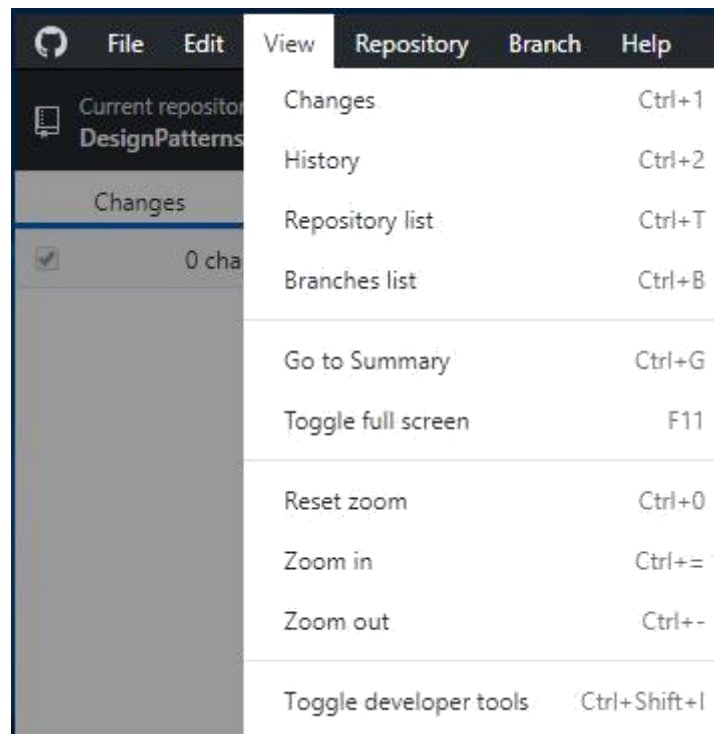 File Edit View Repository Branch Help
Current repositor
DesignPatterns
Changes
0 cha
Changes Ctrl+1
History Ctrl+2
Repository list Ctrl+T
Branches list Ctrl+B
Go to Summary Ctrl+G
Toggle full screen F11
Reset zoom Ctrl+0
Zoom in Ctrl+=
Zoom out Ctrl+-
Toggle developer tools Ctrl+Shift+I